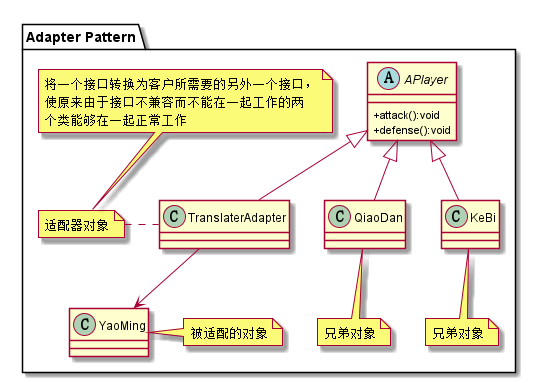 Adapter Pattern
将一个接口转换为客户所需要的另外一个接口，
使原来由于接口不兼容而不能在一起工作的两
个类能够在一起正常工作
A APlayer
+attack():void
+defense():void
适配器对象
C TranslaterAdapter
C QiaoDan
C KeBi
C YaoMing
被适配的对象
兄弟对象
兄弟对象